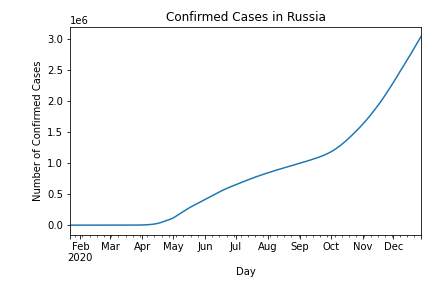 Confirmed Cases in Russia
1e6
3.0
2.5
2.0
1.5
1.0
0.5
0.0
Number of Confirmed Cases
Feb Mar Apr May Jun Jul Aug Sep Oct Nov Dec
2020
Day